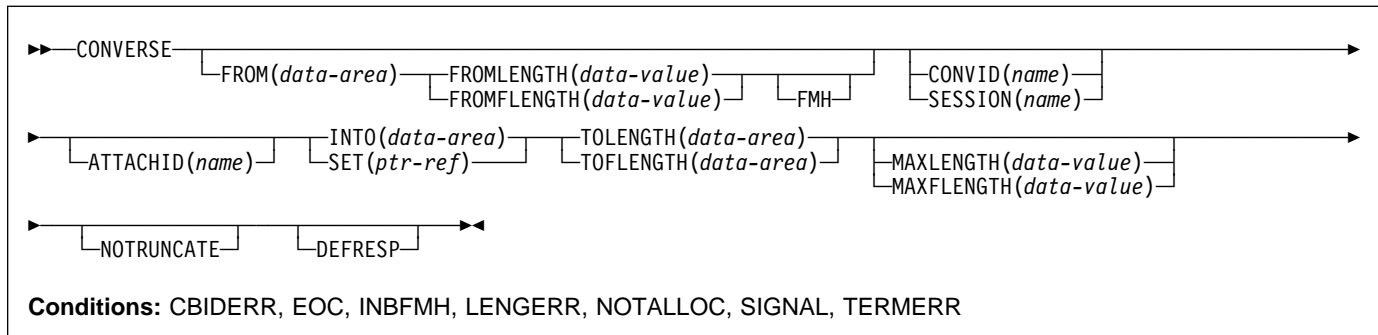 CONVERSE
FROM(data-area) FROMLENGTH(data-value) FMH CONVID(name)
FROMFLENGTH(data-value) SESSION(name)
ATTACHID(name) INTO(data-area) TOLENGTH(data-area) MAXLENGTH(data-value)
SET(ptr-ref) TOFLENGTH(data-area) MAXFLENGTH(data-value)
NOTRUNCATE DEFRESP
Conditions: CBIDERR, EOC, INBFMH, LENGERR, NOTALLOC, SIGNAL, TERMERR